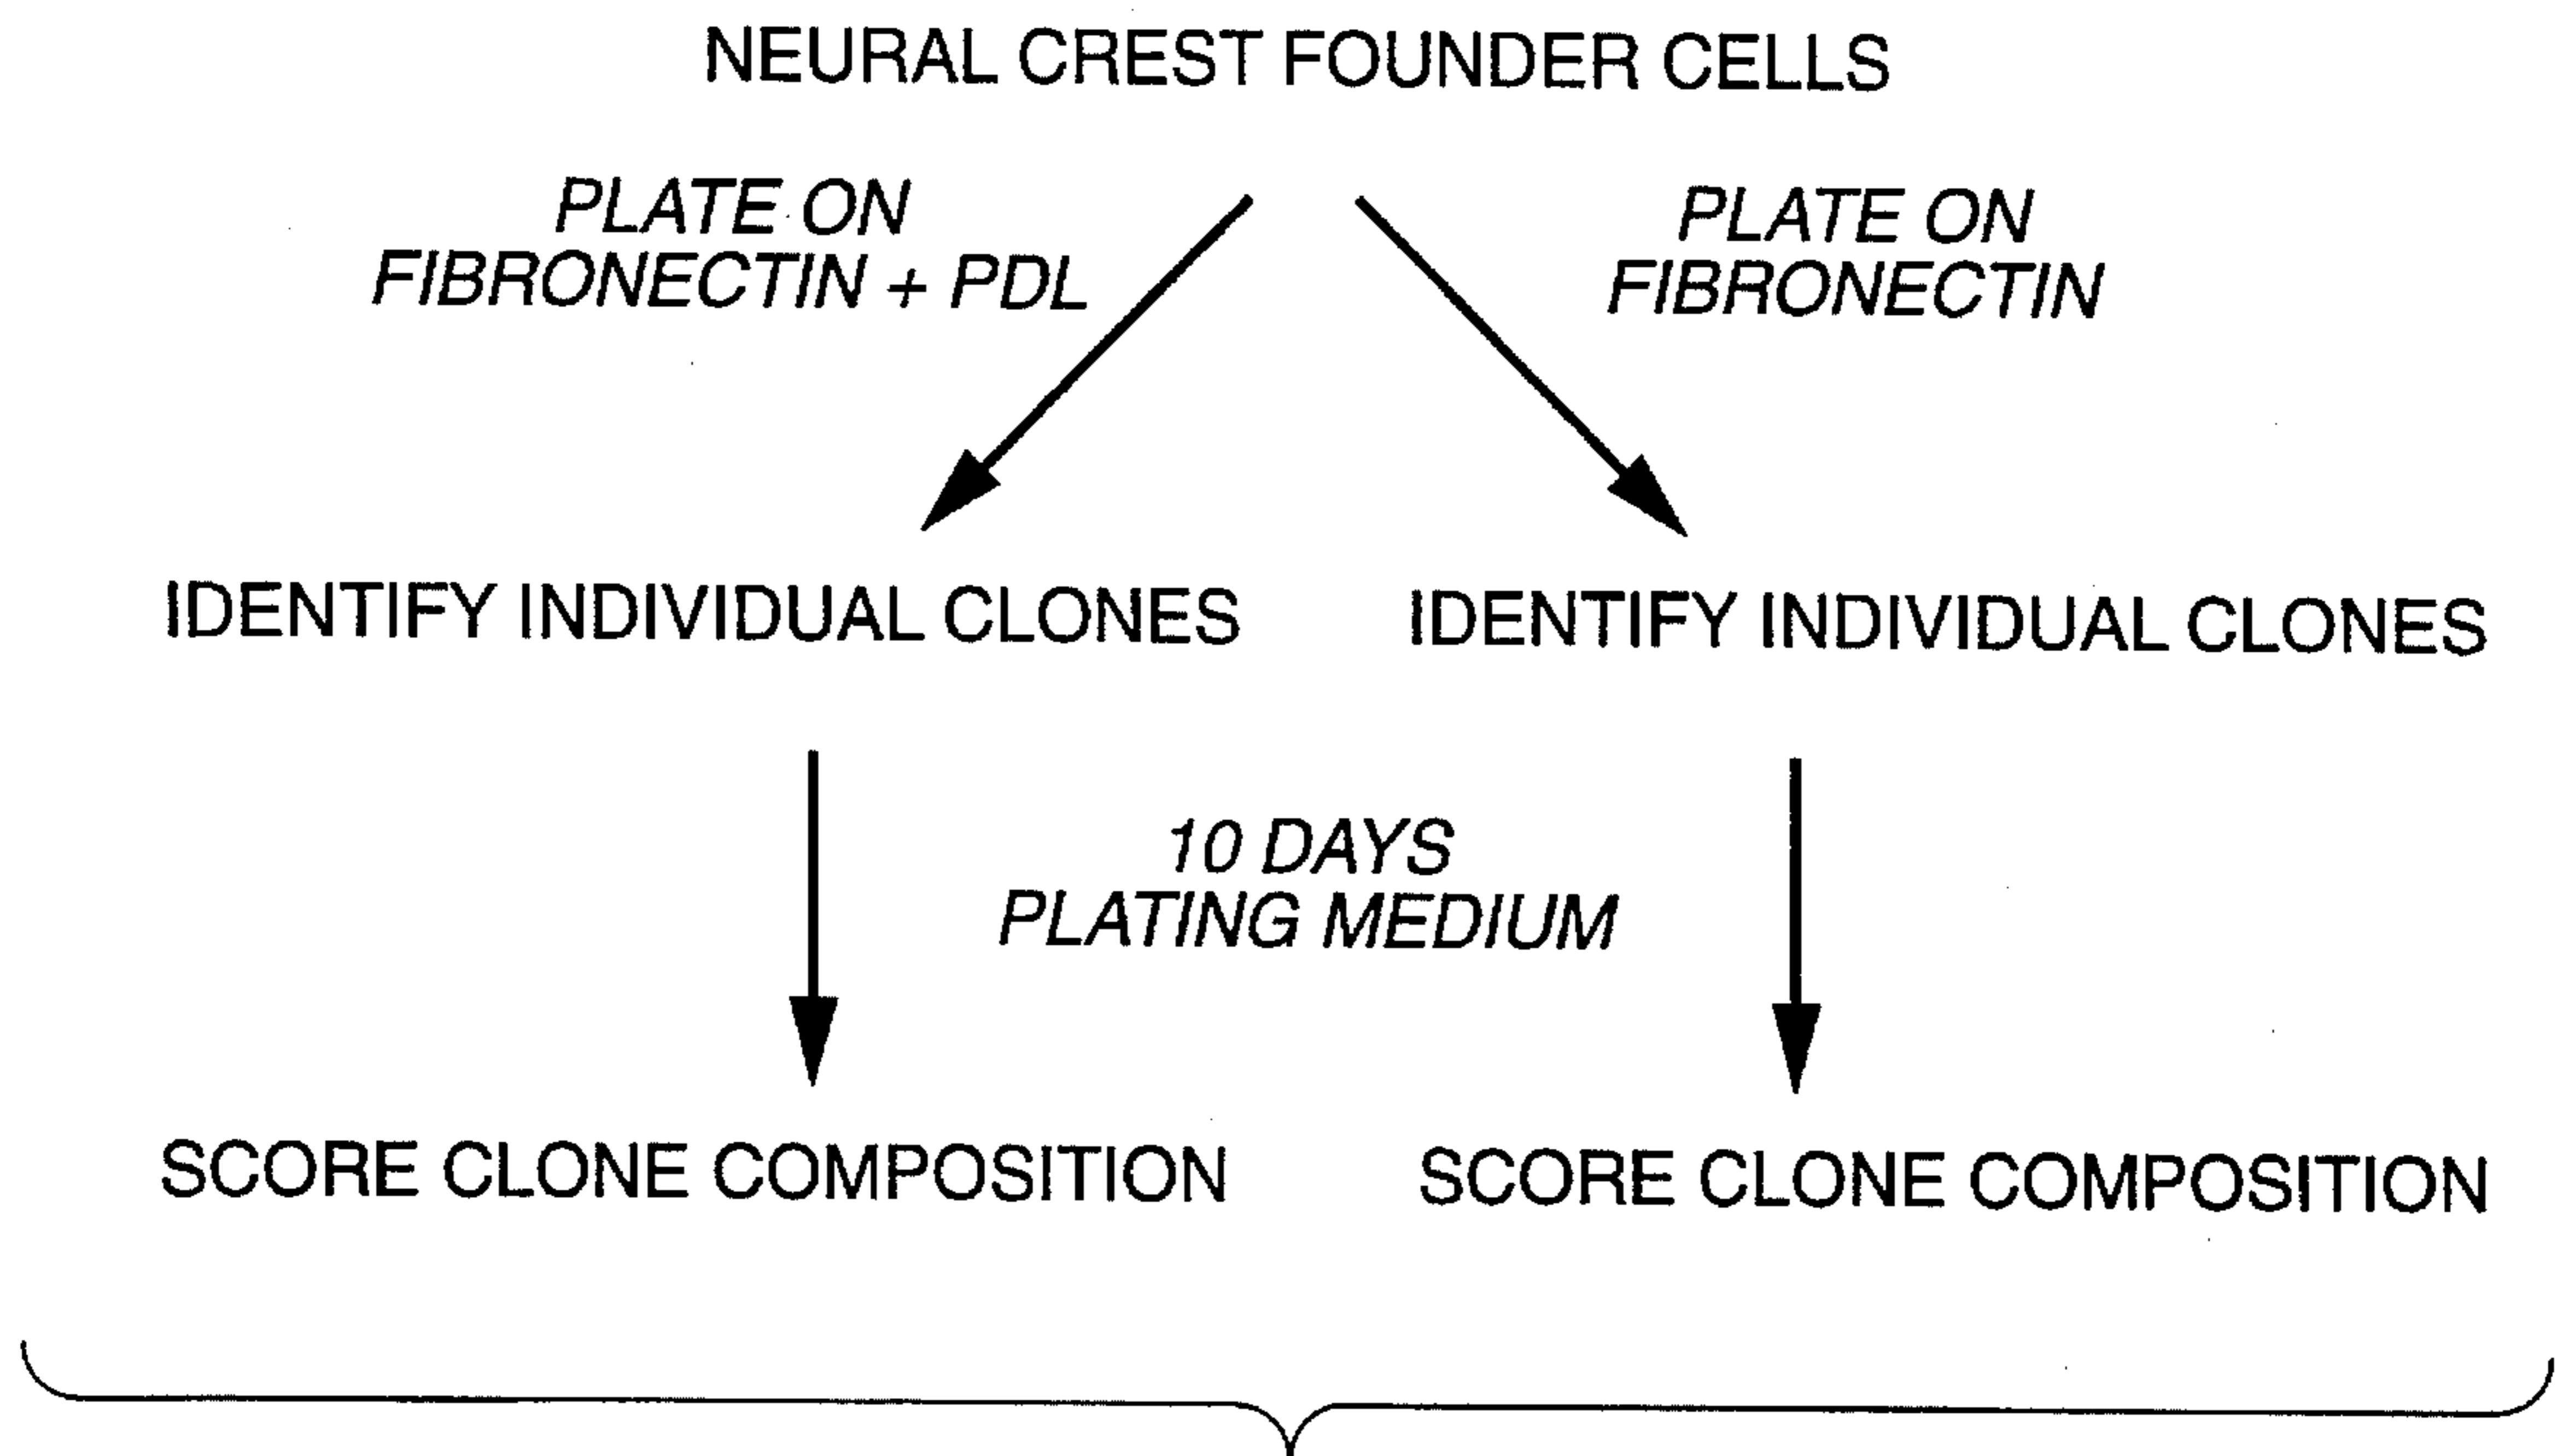 NEURAL CREST FOUNDER CELLS
PLATE ON
FIBRONECTIN + PDL
PLATE ON
FIBRONECTIN
IDENTIFY INDIVIDUAL CLONES
IDENTIFY INDIVIDUAL CLONES
10 DAYS
PLATING MEDIUM
SCORE CLONE COMPOSITION
SCORE CLONE COMPOSITION